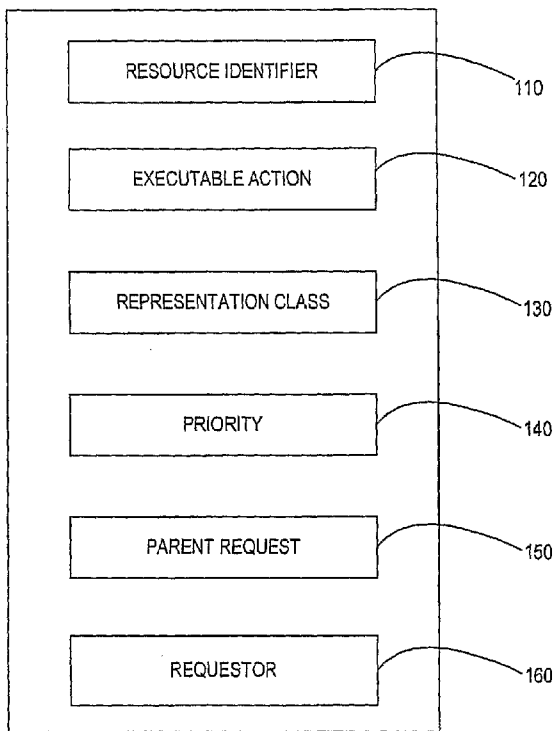 RESOURCE IDENTIFIER
110
EXECUTABLE ACTION
120
REPRESENTATION CLASS
130
PRIORITY
140
PARENT REQUEST
150
REQUESTOR
160